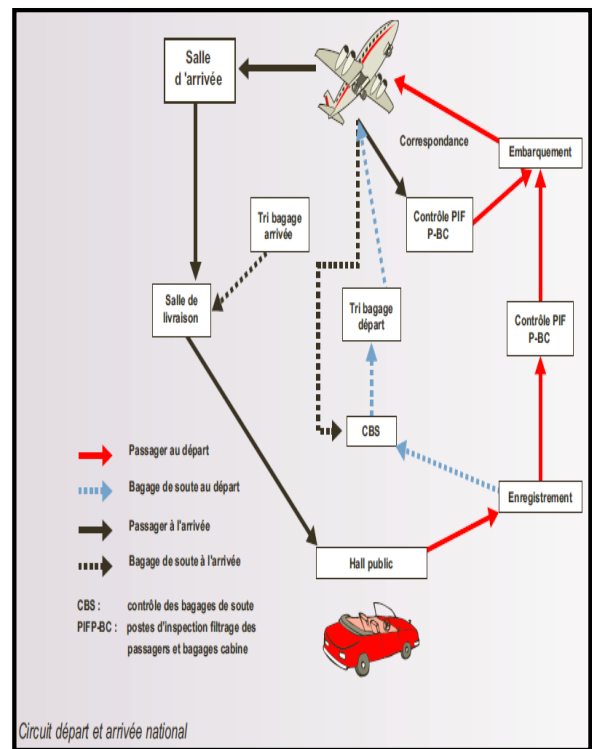 Salle
d 'arrivée
Correspondance
Embarquement
Tri bagage
arrivée
Contrôle PIF
P-BC
Salle de
livraison
Tri bagage
départ
Contrôle PIF
P-BC
CBS
Passager au départ
Bagage de soute au départ
Enregistrement
Passager à l'arrivée
Bagage de soute à l'arrivée
Hall public
CBS : contrôle des bagages de soute
PIFP-BC : postes d'inspection filtrage des
passagers et bagages cabine
Circuit départ et arrivée national